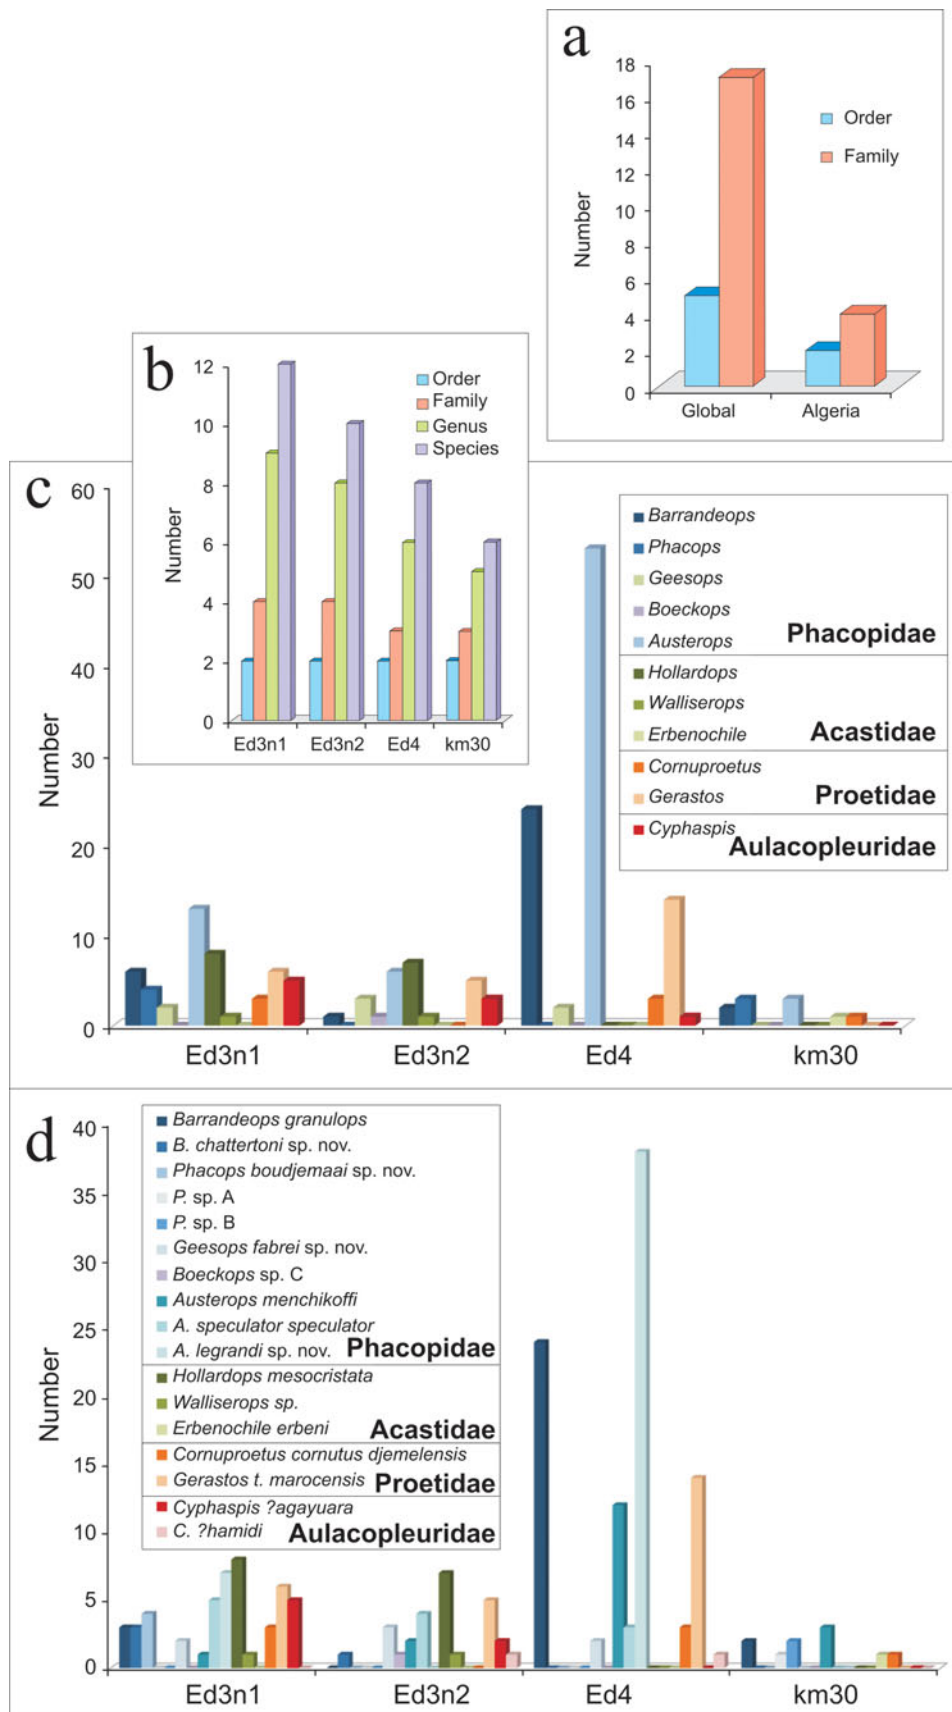 a
18
16
14
12
10
8
6
4
2
0
Number
Order
Family
Global
Algeria
b
12
10
8
6
4
2
0
Number
Order
Family
Genus
Species
Ed3n1
Ed3n2
Ed4
km30
c
60
50
40
30
20
10
0
Number
Barrandeops
Phacops
Geesops
Boeckops
Austerops
Phacopidae
Hollardops
Walliserops
Erbenochile
Acastidae
Cornuproetus
Gerastos
Proetidae
Cyphaspis
Aulacopleuridae
Ed3n1
Ed3n2
Ed4
km30
d
40
35
30
25
20
15
10
5
0
Number
Barrandeops granulops
B. chattertoni sp. nov.
Phacops boudjemaai sp. nov.
P. sp. A
P. sp. B
Geesops fabrei sp. nov.
Boeckops sp. C
Austerops menchikoffi
A. speculator speculator
A. legrandi sp. nov.
Phacopidae
Hollardops mesocristata
Walliserops sp.
Erbenochile erbeni
Acastidae
Cornuproetus cornutus djemelensis
Gerastos t. marocensis
Proetidae
Cyphaspis ?agayuara
C. ?hamidi
Aulacopleuridae
Ed3n1
Ed3n2
Ed4
km30